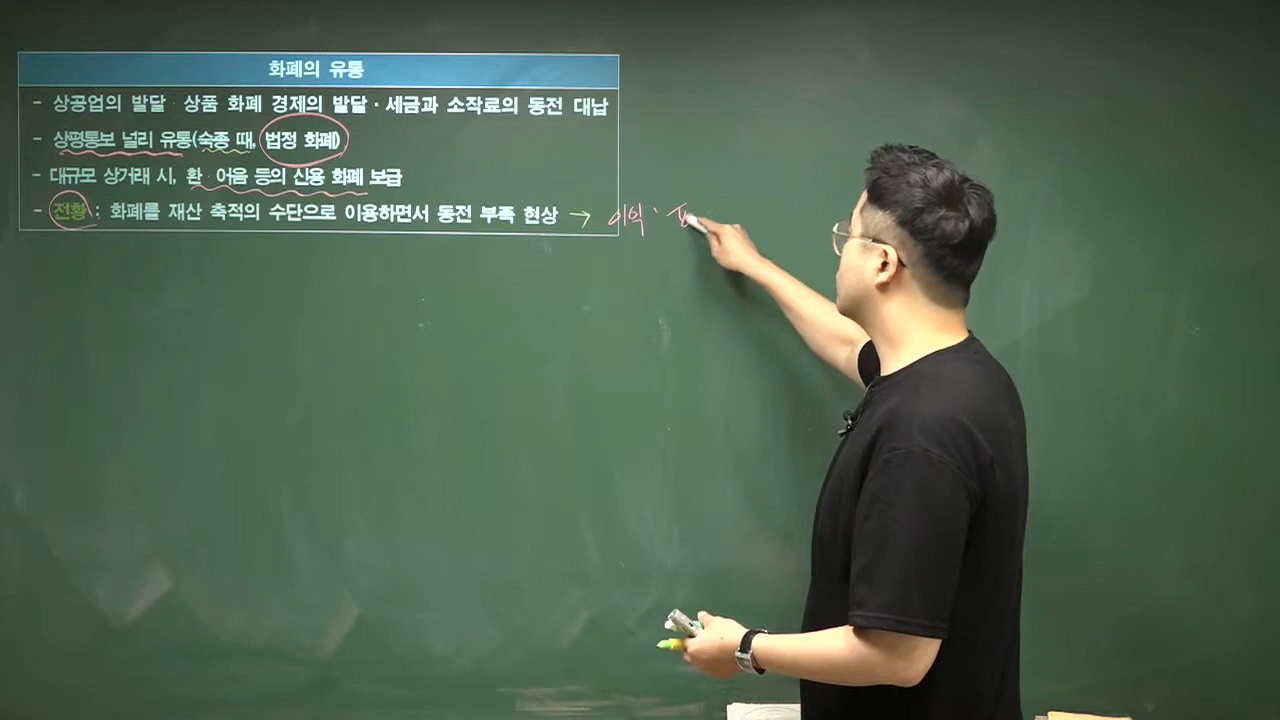 화폐의 유통
- 상공업의 발달 · 상품 화폐 경제의 발달 · 세금과 소작료의 동전 대납
- 상평통보 널리 유통(숙종 때, 법정 화폐)
- 대규모 상거래 시, 환 · 어음 등의 신용 화폐 보급
- 전황 : 화폐를 재산 축적의 수단으로 이용하면서 동전 부족 현상 → 이익 ·